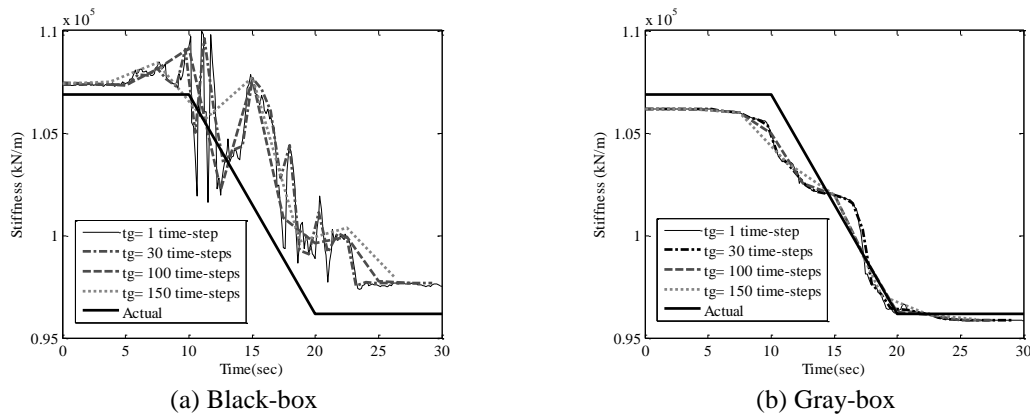 x 10^5
1.1
1.05
1
0.95
Stiffness (kN/m)
tg= 1 time-step
tg= 30 time-steps
tg= 100 time-steps
tg= 150 time-steps
Actual
0 5 10 15 20 25 30
Time(sec)
(a) Black-box
x 10^5
1.1
1.05
1
0.95
Stiffness (kN/m)
tg= 1 time-step
tg= 30 time-steps
tg= 100 time-steps
tg= 150 time-steps
Actual
0 5 10 15 20 25 30
Time(sec)
(b) Gray-box